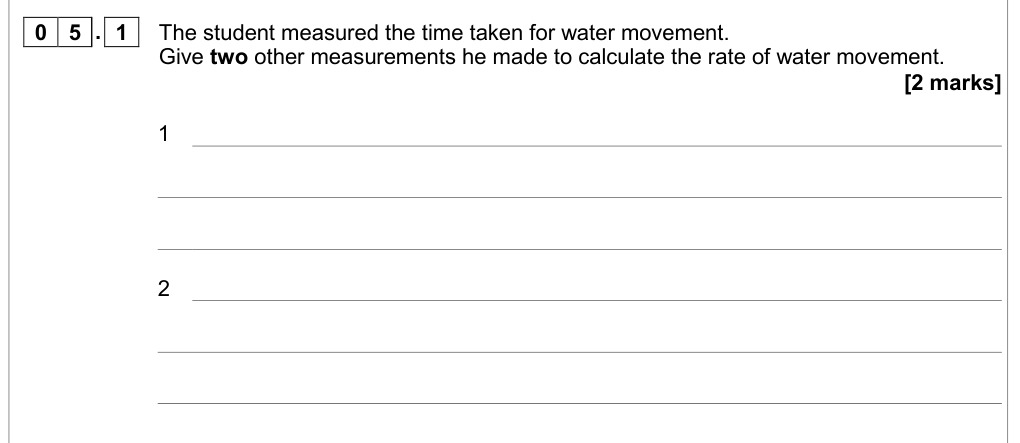 0 5 . 1 The student measured the time taken for water movement.
Give two other measurements he made to calculate the rate of water movement.
[2 marks]
1
2